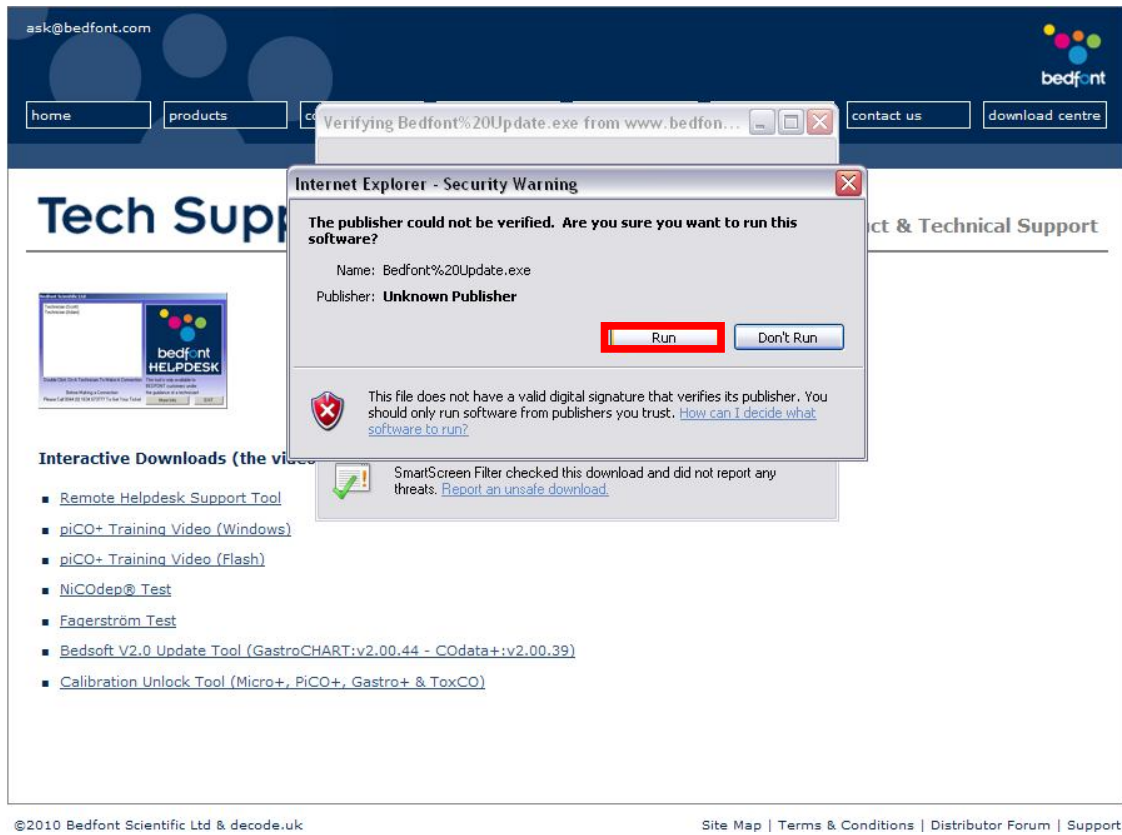 ask@bedfont.com
bedfont
home
products
contact us
download centre
Verifying Bedfont%20Update.exe from www.bedfon...
Internet Explorer - Security Warning
Tech Supp
ct & Technical Support
The publisher could not be verified. Are you sure you want to run this
software?
Name: Bedfont%20Update.exe
Publisher: Unknown Publisher
Run
Don't Run
This file does not have a valid digital signature that verifies its publisher. You
should only run software from publishers you trust. How can I decide what
software to run?
bedfont
HELPDESK
SmartScreen Filter checked this download and did not report any
threats. Report an unsafe download.
Interactive Downloads (the video
Remote Helpdesk Support Tool
piCO+ Training Video (Windows)
piCO+ Training Video (Flash)
NiCOdep® Test
Fagerström Test
Bedsoft V2.0 Update Tool (GastroCHART:v2.00.44 - COdata+:v2.00.39)
Calibration Unlock Tool (Micro+, PiCO+, Gastro+ & ToxCO)
©2010 Bedfont Scientific Ltd & decode.uk
Site Map | Terms & Conditions | Distributor Forum | Support